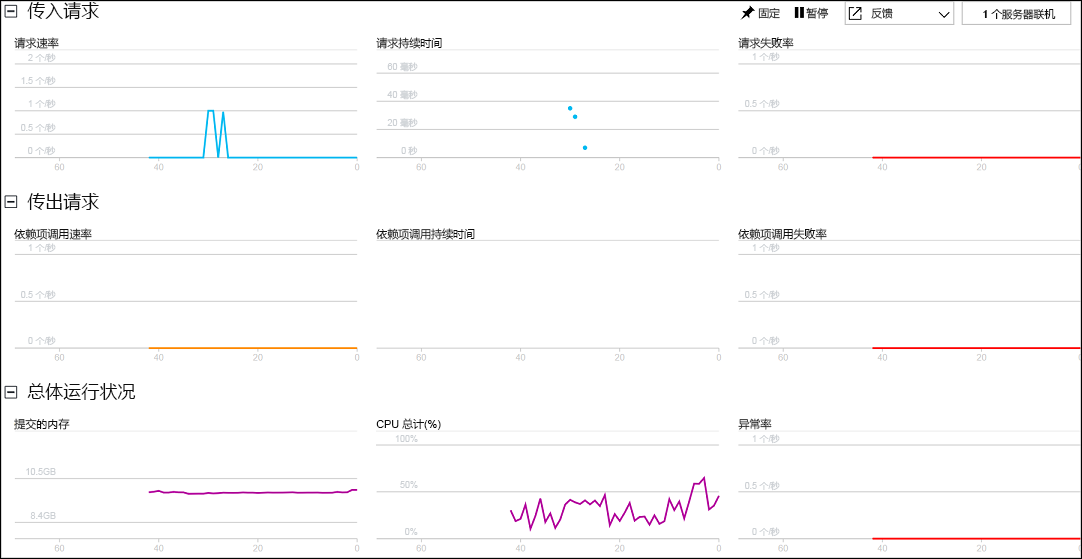 传入请求
固定 暂停 反馈 1 个服务器联机
请求速率
2 个/秒
1.5 个/秒
1 个/秒
0.5 个/秒
0 个/秒
60 40 20 0
请求持续时间
60 毫秒
40 毫秒
20 毫秒
0 秒
60 40 20 0
请求失败率
1 个/秒
0.5 个/秒
0 个/秒
60 40 20
传出请求
依赖项调用速率
1 个/秒
0.5 个/秒
0 个/秒
60 40 20 0
依赖项调用持续时间
60 40 20 0
依赖项调用失败率
1 个/秒
0.5 个/秒
0 个/秒
60 40 20
总体运行状况
提交的内存
10.5GB
8.4GB
60 40 20 0
CPU 总计(%)
100%
50%
0%
60 40 20 0
异常率
1 个/秒
0.5 个/秒
0 个/秒
60 40 20